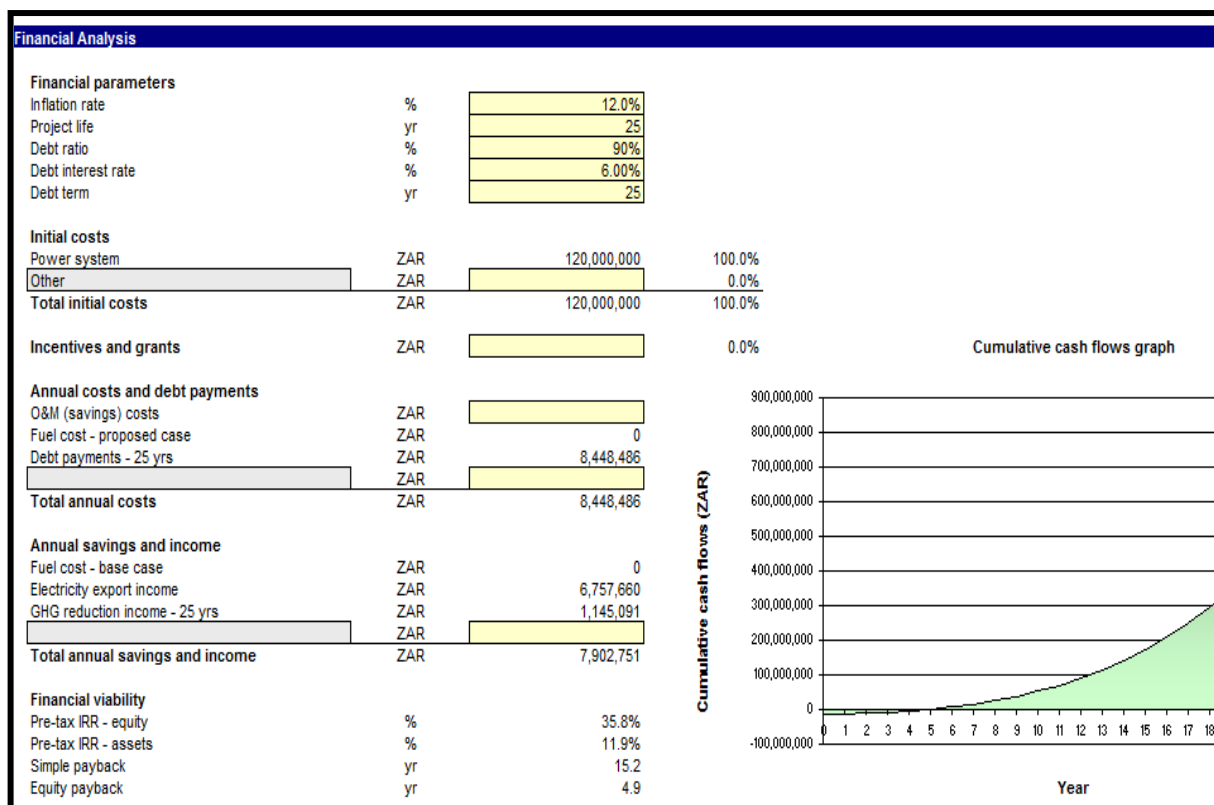 Financial Analysis
Financial parameters
Inflation rate % 12.0%
Project life yr 25
Debt ratio % 90%
Debt interest rate % 6.00%
Debt term yr 25
Initial costs
Power system ZAR 120,000,000 100.0%
Other ZAR 0.0%
Total initial costs ZAR 120,000,000 100.0%
Incentives and grants ZAR 0.0%
Annual costs and debt payments
O&M (savings) costs ZAR
Fuel cost - proposed case ZAR 0
Debt payments - 25 yrs ZAR 8,448,486
ZAR
Total annual costs ZAR 8,448,486
Annual savings and income
Fuel cost - base case ZAR 0
Electricity export income ZAR 6,757,660
GHG reduction income - 25 yrs ZAR 1,145,091
ZAR
Total annual savings and income ZAR 7,902,751
Financial viability
Pre-tax IRR - equity % 35.8%
Pre-tax IRR - assets % 11.9%
Simple payback yr 15.2
Equity payback yr 4.9
Cumulative cash flows graph
Cumulative cash flows (ZAR)
900,000,000
800,000,000
700,000,000
600,000,000
500,000,000
400,000,000
300,000,000
200,000,000
100,000,000
0
-100,000,000
0 1 2 3 4 5 6 7 8 9 10 11 12 13 14 15 16 17 18
Year